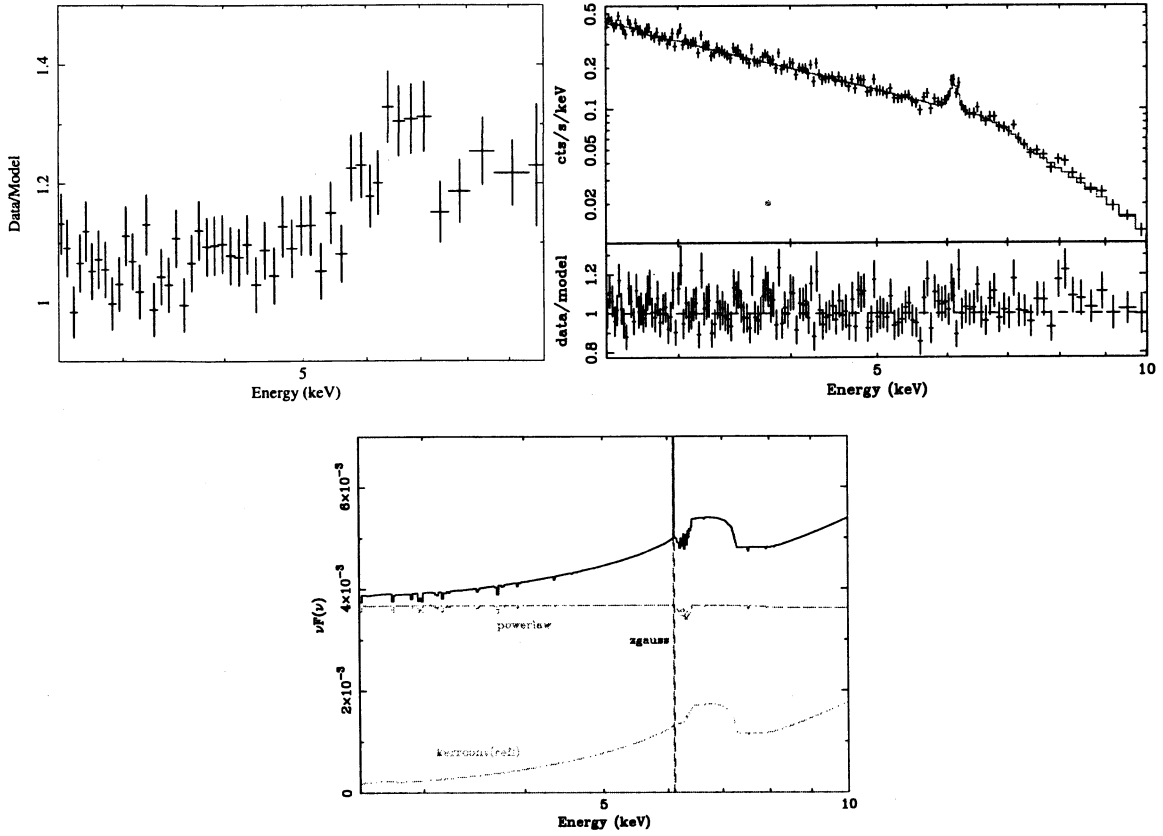 1.4
1.2
1
Data/Model
5
Energy (keV)
0.5
0.2
0.1
0.05
0.02
cts/s/keV
1.2
1
0.8
data/model
5
10
Energy (keV)
6×10⁻³
4×10⁻³
2×10⁻³
0
νF(ν)
powerlaw
zgauss
kerrconv(refl)
5
10
Energy (keV)